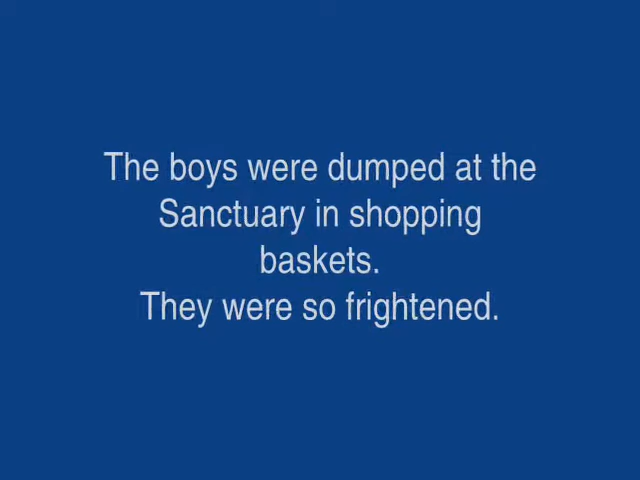 The boys were dumped at the
Sanctuary in shopping
baskets.
They were so frightened.